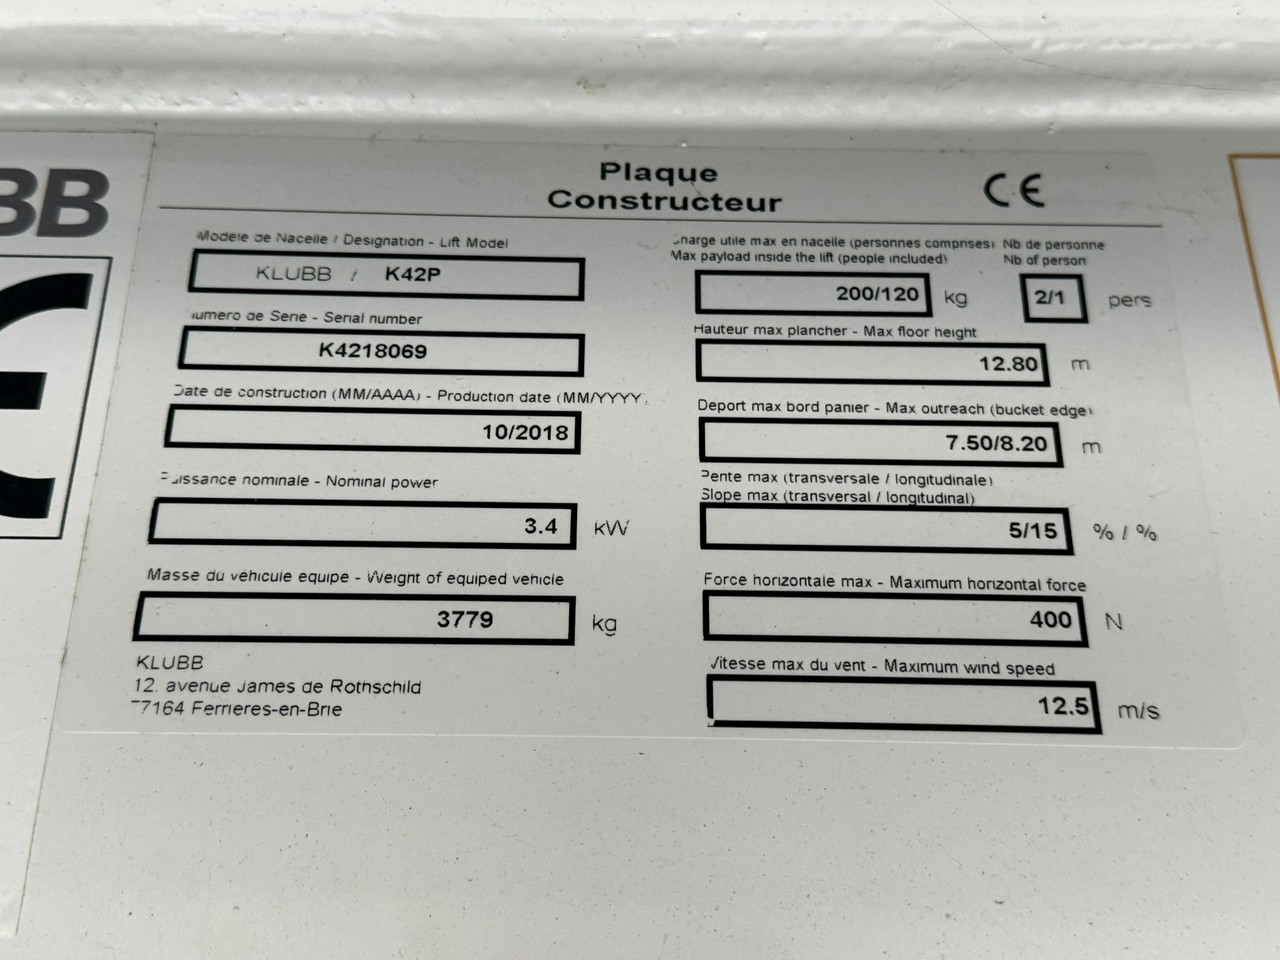 BB
CE
Plaque
Constructeur
CE
Modele de Nacelle / Designation - Lift Model
KLUBB / K42P
umero de Serie - Serial number
K4218069
Date de construction (MM/AAAA) - Production date (MM/YYYY)
10/2018
Puissance nominale - Nominal power
3.4 kW
Masse du véhicule équipé - Weight of equiped vehicle
3779 kg
KLUBB
12. avenue James de Rothschild
77164 Ferrieres-en-Brie
Charge utile max en nacelle (personnes comprises)
Max payload inside the lift (people included)
200/120 kg
Nb de personne
Nb of person
2/1 pers
Hauteur max plancher - Max floor height
12.80 m
Deport max bord panier - Max outreach (bucket edge)
7.50/8.20 m
Pente max (transversale / longitudinale)
Slope max (transversal / longitudinal)
5/15 % / %
Force horizontale max - Maximum horizontal force
400 N
Vitesse max du vent - Maximum wind speed
12.5 m/s